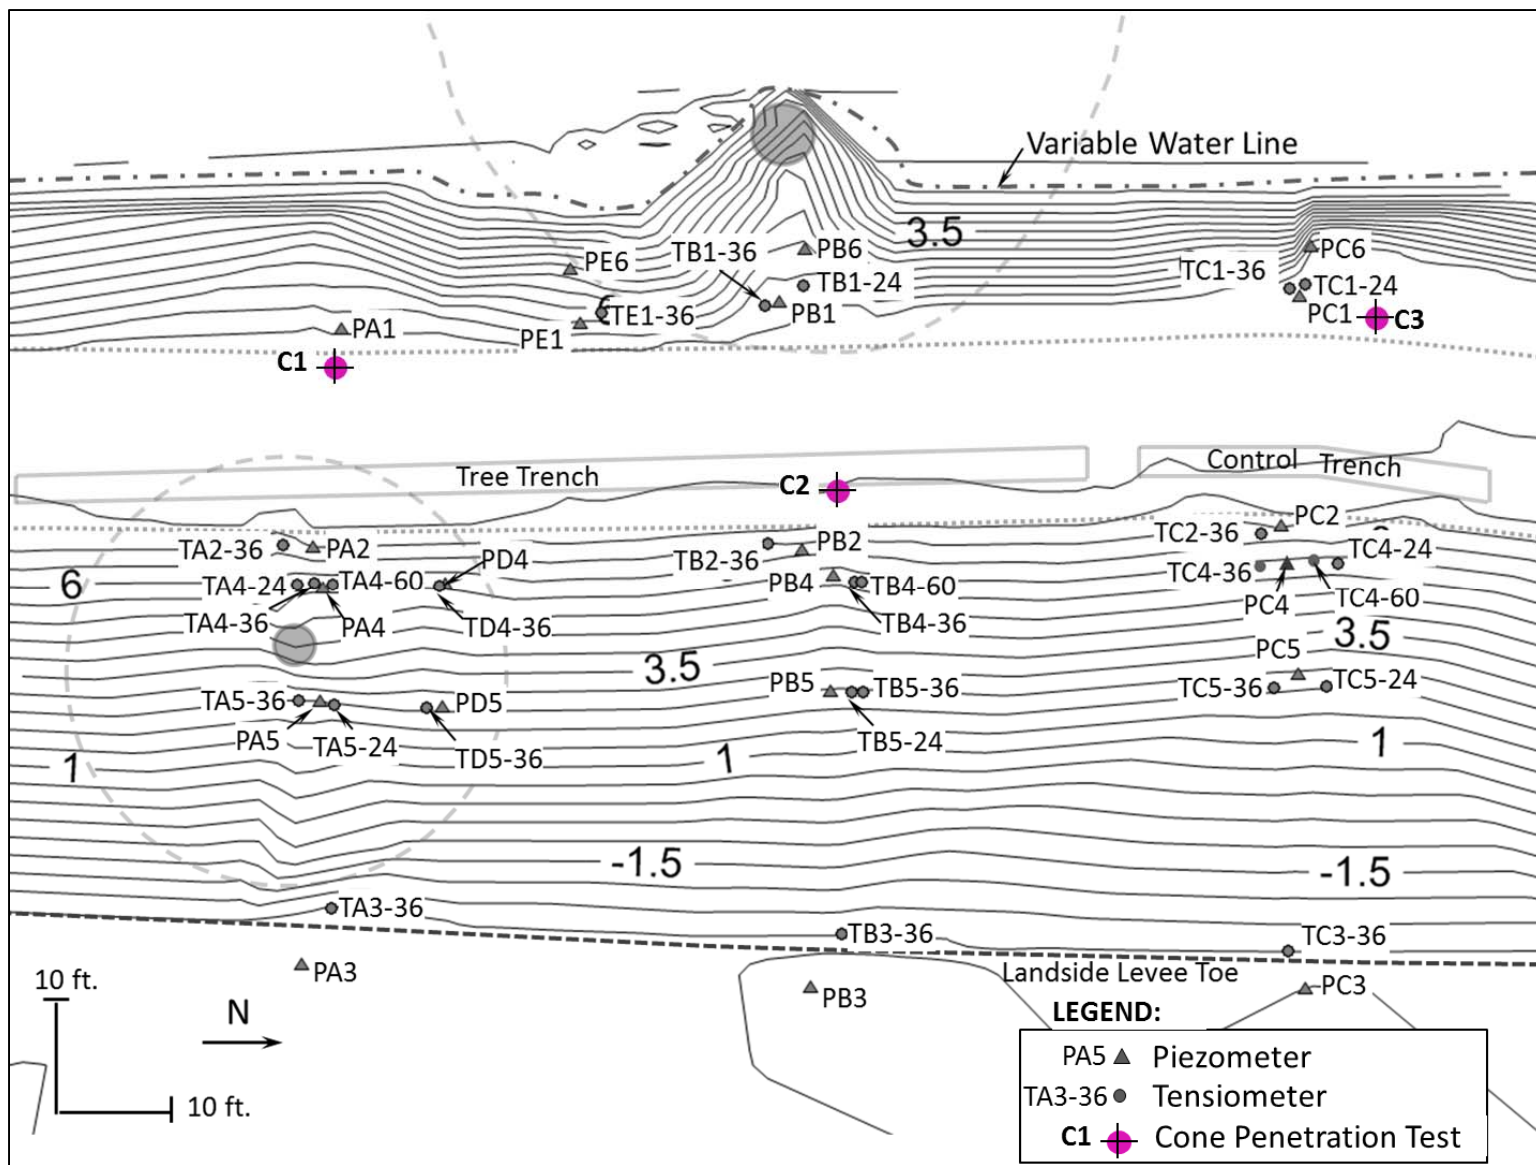 Variable Water Line
3.5
PE6
TB1-36
PB6
TB1-24
PB1
TC1-36
PC6
TC1-24
PC1
C3
TE1-36
PE1
PA1
C1
Tree Trench
C2
Control Trench
TA2-36
PA2
PD4
TB2-36
PB2
TC2-36
PC2
TC4-24
6
TA4-24
TA4-60
PB4
TB4-60
TC4-36
PC4
TC4-60
TA4-36
PA4
TD4-36
TB4-36
3.5
3.5
PC5
TA5-36
PD5
PB5
TB5-36
TC5-36
TC5-24
PA5
TA5-24
TD5-36
TB5-24
1
1
1
-1.5
-1.5
TA3-36
TB3-36
TC3-36
PA3
PB3
Landside Levee Toe
PC3
10 ft.
N
10 ft.
LEGEND:
PA5 Piezometer
TA3-36 Tensiometer
C1 Cone Penetration Test